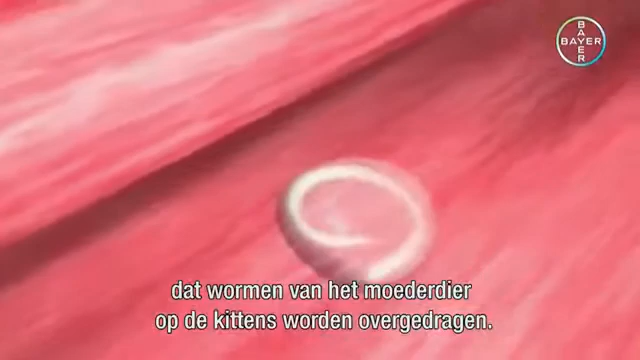 BAYER
BAYER
dat wormen van het moederdier
op de kittens worden overgedragen.